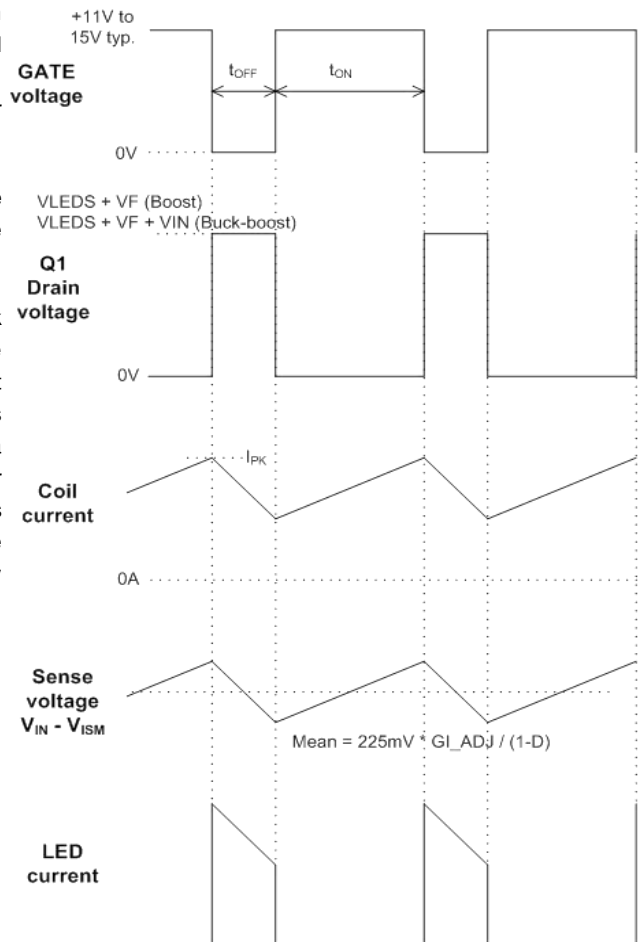 +11V to
15V typ.
GATE
voltage
tOFF
tON
0V
VLEDS + VF (Boost)
VLEDS + VF + VIN (Buck-boost)
Q1
Drain
voltage
0V
IPK
Coil
current
0A
Sense
voltage
VIN - VISM
Mean = 225mV * GI_ADJ / (1-D)
LED
current